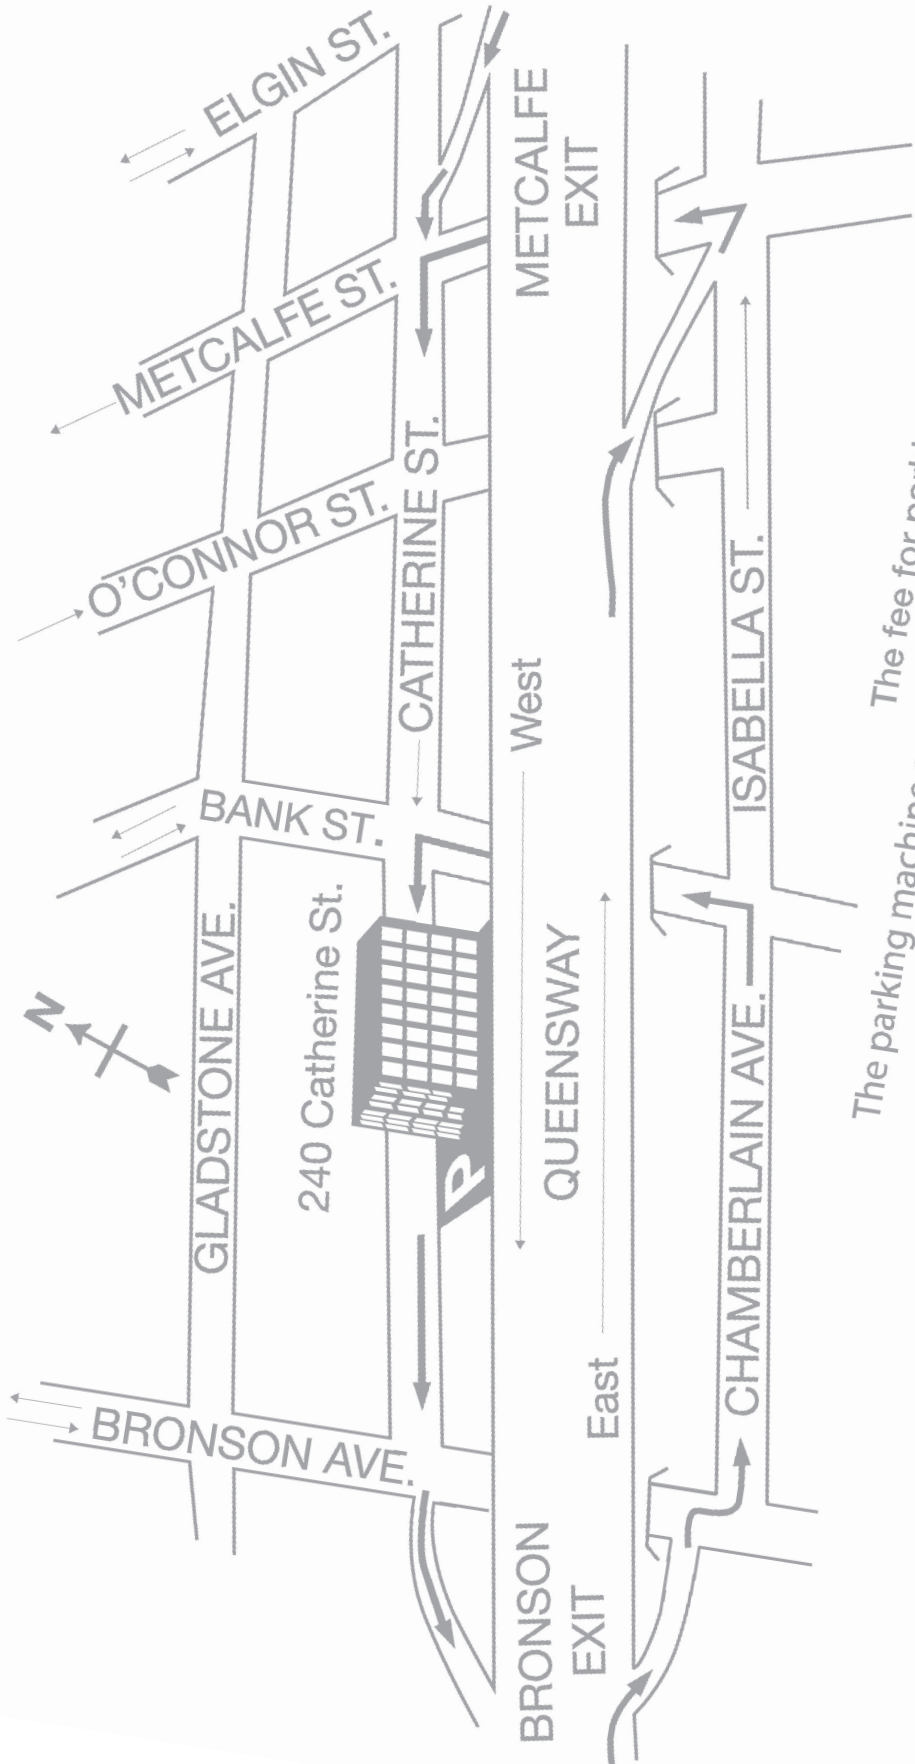 ELGIN ST.
METCALFE ST.
O'CONNOR ST.
BANK ST.
BRONSON AVE.
N
GLADSTONE AVE.
240 Catherine St.
CATHERINE ST.
P
METCALFE
EXIT
West
QUEENSWAY
East
BRONSON
EXIT
ISABELLA ST.
CHAMBERLAIN AVE.
The fee for
The parking machine